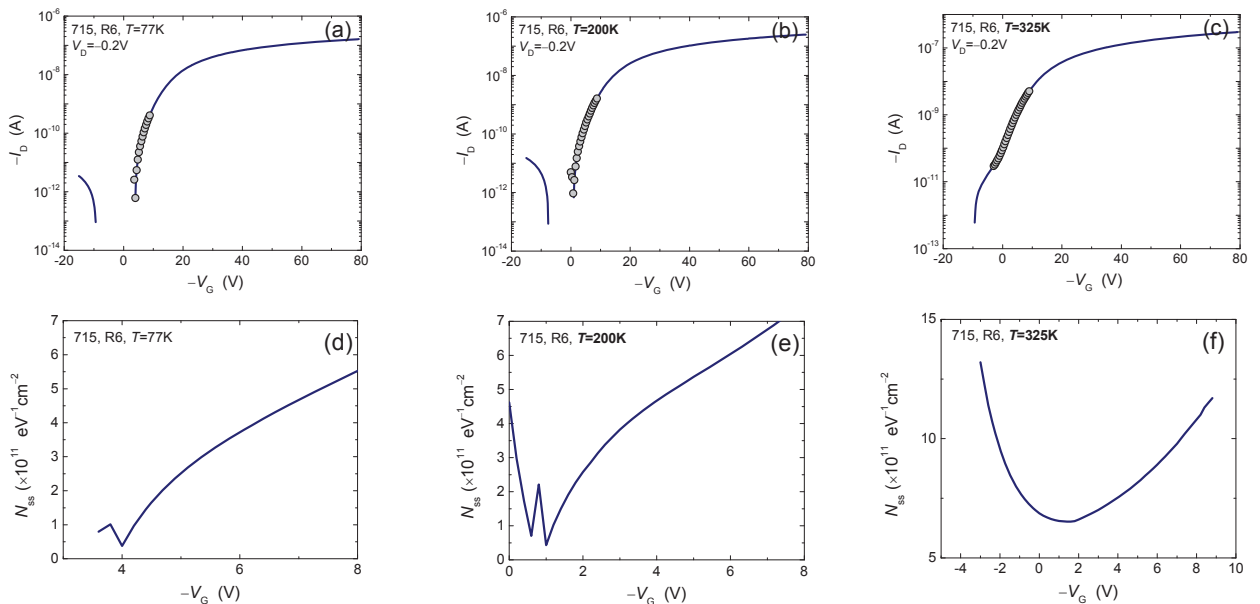 715, R6, T=77K
V_D=−0.2V
(a)
10⁻⁶
10⁻⁸
10⁻¹⁰
10⁻¹²
10⁻¹⁴
−I_D (A)
-20 0 20 40 60 80
−V_G (V)
715, R6, T=200K
V_D=−0.2V
(b)
10⁻⁶
10⁻⁸
10⁻¹⁰
10⁻¹²
10⁻¹⁴
−I_D (A)
-20 0 20 40 60 80
−V_G (V)
715, R6, T=325K
V_D=−0.2V
(c)
10⁻⁷
10⁻⁹
10⁻¹¹
10⁻¹³
−I_D (A)
-20 0 20 40 60 80
−V_G (V)
715, R6, T=77K
(d)
7
6
5
4
3
2
1
0
N_ss (×10¹¹ eV⁻¹cm⁻²
4 6 8
−V_G (V)
715, R6, T=200K
(e)
7
6
5
4
3
2
1
0
N_ss (×10¹¹ eV⁻¹cm⁻²
0 2 4 6 8
−V_G (V)
715, R6, T=325K
(f)
15
10
5
N_ss (×10¹¹ eV⁻¹cm⁻²
-4 -2 0 2 4 6 8 10
−V_G (V)